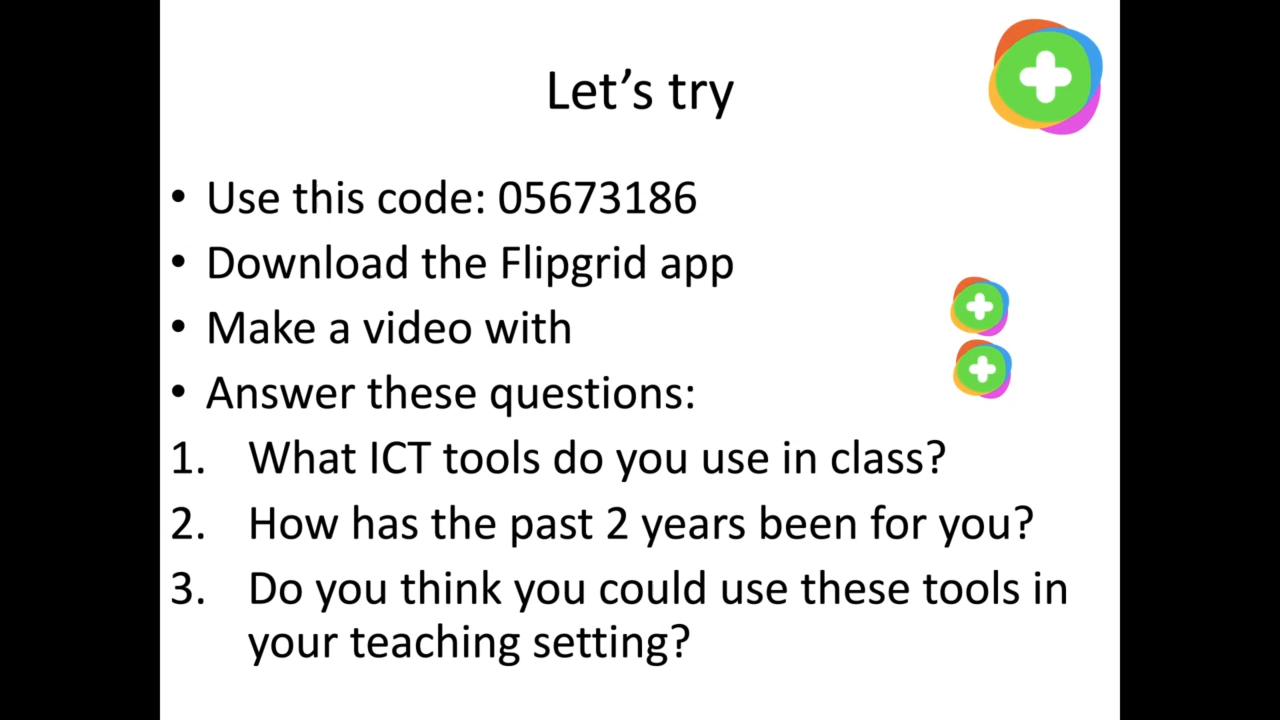 Let’s try
• Use this code: 05673186
• Download the Flipgrid app
• Make a video with
• Answer these questions:
1. What ICT tools do you use in class?
2. How has the past 2 years been for you?
3. Do you think you could use these tools in
your teaching setting?